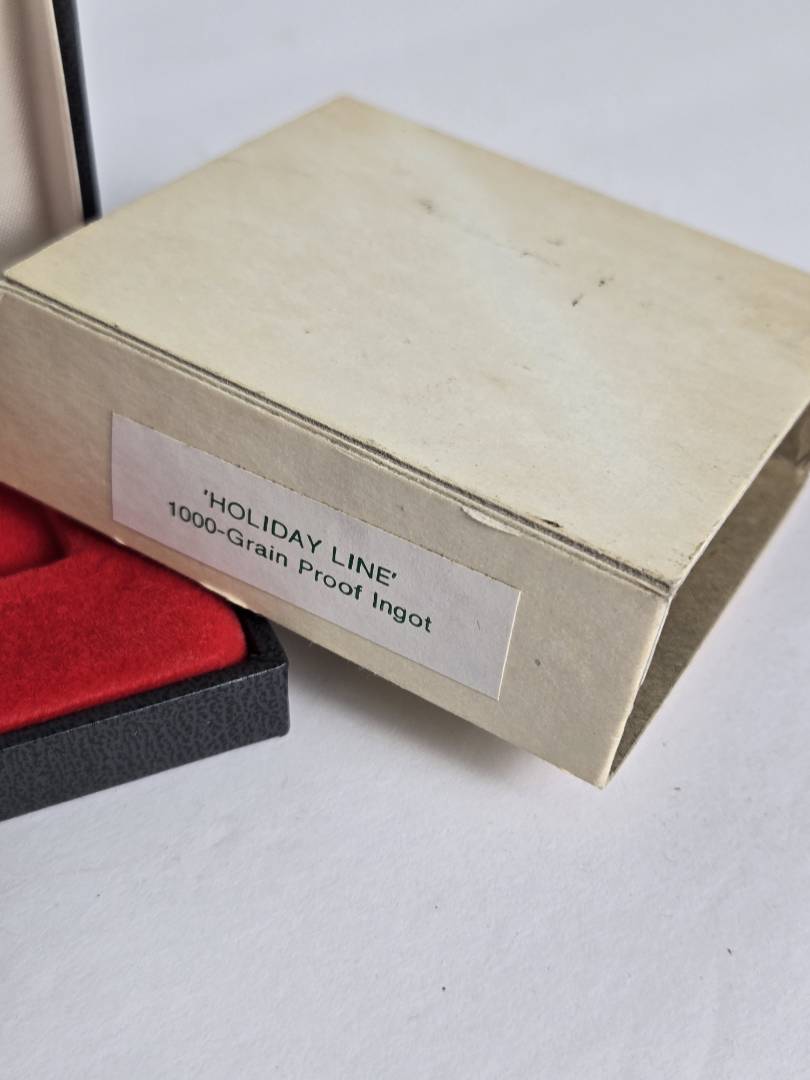 'HOLIDAY LINE'
1000-Grain Proof Ingot